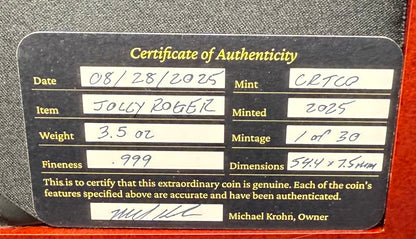 Certificate of Authenticity
Date 08/28/2025 Mint CRTCO
Item JOLLY ROGER Minted 2025
Weight 3.5 oz Mintage 1 of 30
Fineness .999 Dimensions 54.4 x 7.5mm
This is to certify that this extraordinary coin is genuine. Each of the coin's
features specified above are accurate and have been authenticated.
Michael Krohn, Owner